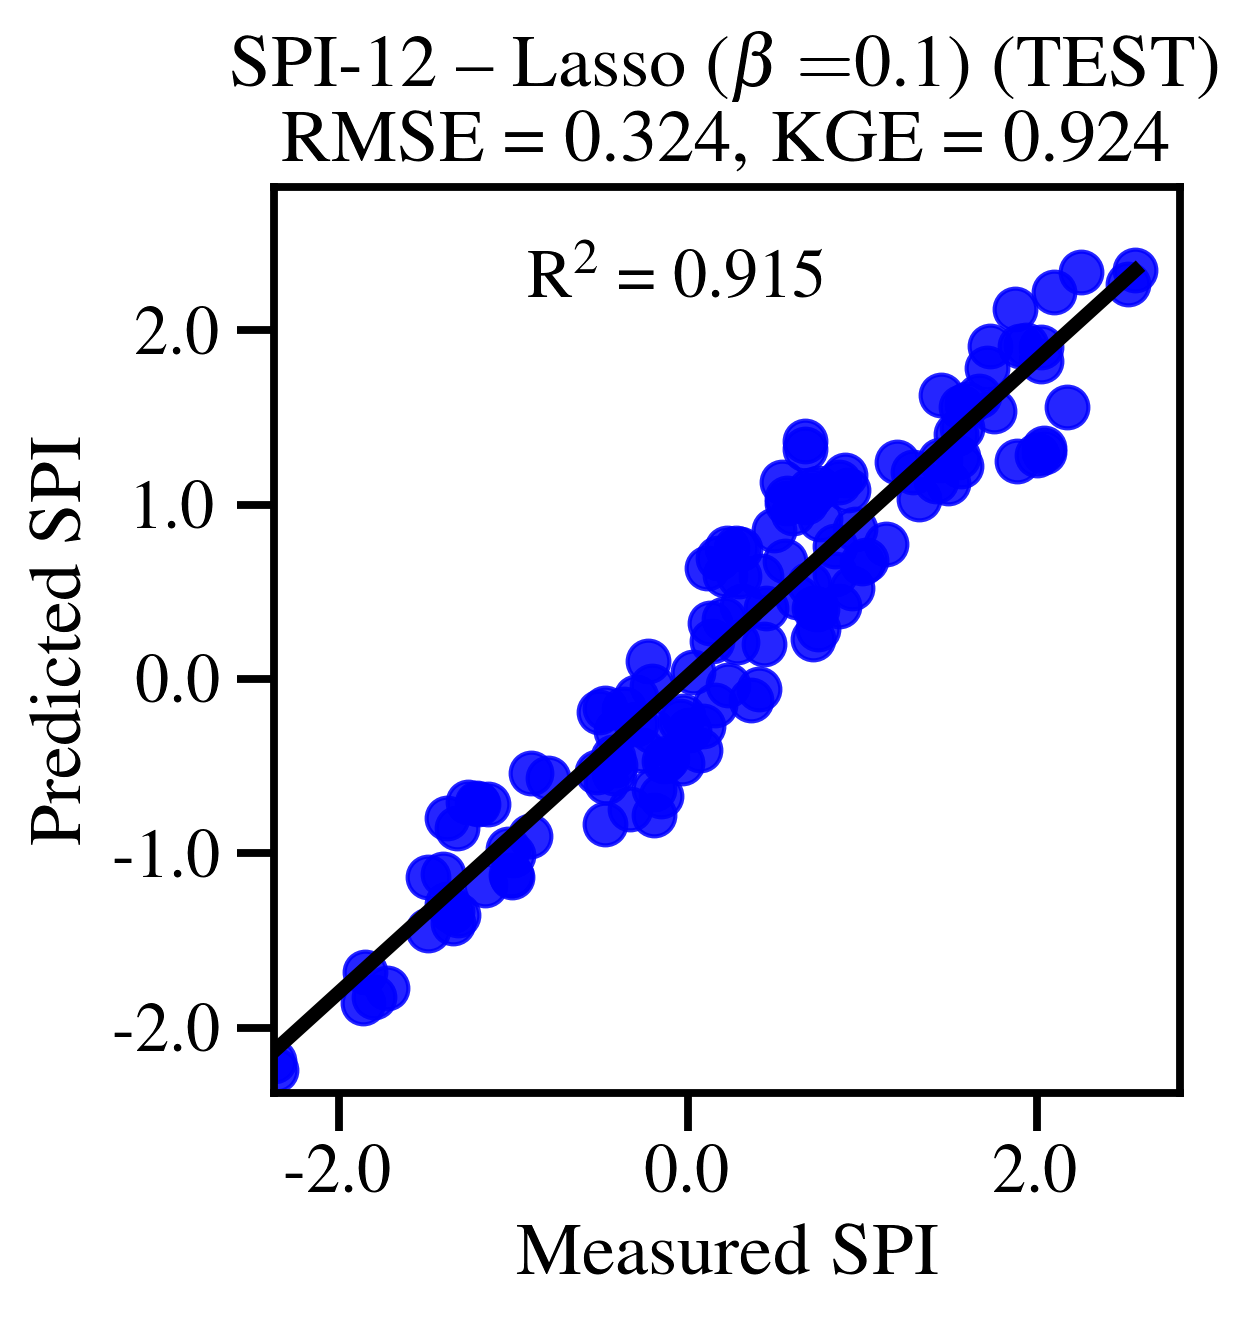 SPI-12 – Lasso (β =0.1) (TEST)
RMSE = 0.324, KGE = 0.924
R² = 0.915
Predicted SPI
2.0
1.0
0.0
-1.0
-2.0
-2.0 0.0 2.0
Measured SPI